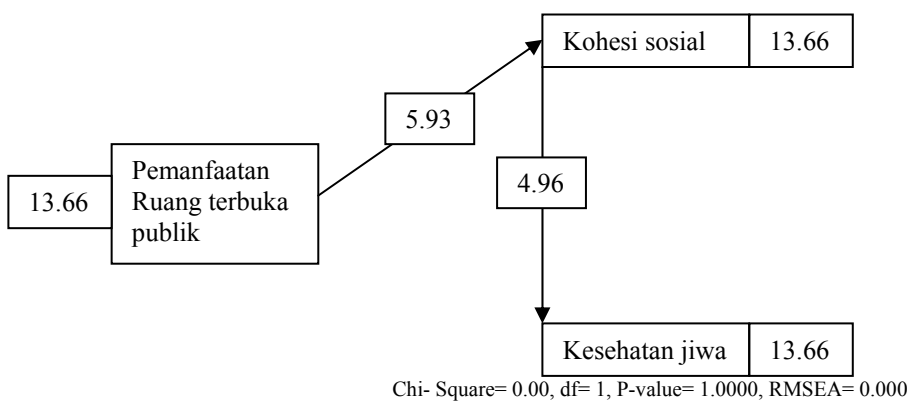 Kohesi sosial 13.66
5.93
13.66
Pemanfaatan
Ruang terbuka
publik
4.96
Kesehatan jiwa 13.66
Chi- Square= 0.00, df= 1, P-value= 1.0000, RMSEA= 0.000